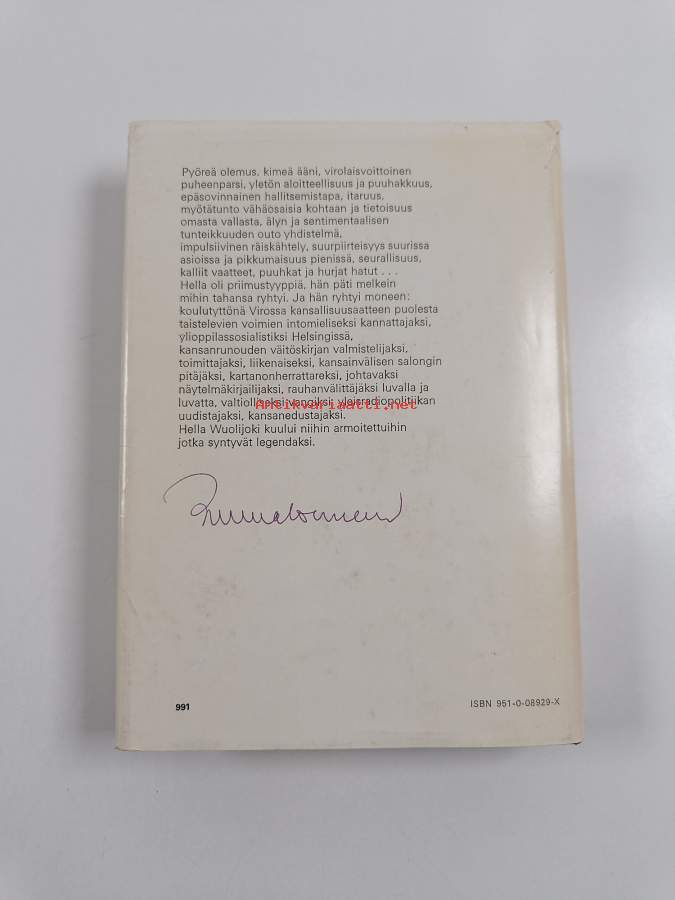 Pyöreä olemus, kimeä ääni, virolaisvoittoinen
puheenparsi, yletön aloitteellisuus ja puuhakkuus,
epäsovinnainen hallitsemistapa, itaruus,
myötätunto vähäosaisia kohtaan ja tietoisuus
omasta vallasta, älyn ja sentimentaalisen
tunteikkuuden outo yhdistelmä,
impulsiivinen räiskähtely, suurpiirteisyys suurissa
asioissa ja pikkumaisuus pienissä, seurallisuus,
kalliit vaatteet, puuhkat ja hurjat hatut . . .
Hella oli priimustyyppiä, hän päti melkein
mihin tahansa ryhtyi. Ja hän ryhtyi moneen:
koulutyttönä Virossa kansallisuusaatteen puolesta
taistelevien voimien intomieliseksi kannattajaksi,
ylioppilassosialistiksi Helsingissä,
kansanrunouden väitöskirjan valmistelijaksi,
toimittajaksi, liikenaiseksi, kansainvälisen salongin
pitäjäksi, kartanonherrattareksi, johtavaksi
näytelmäkirjailijaksi, rauhanvälittäjäksi luvalla ja
luvatta, valtiolliseksi vangiksi, yleisradiopolitiikan
Antikvariaatti.net
uudistajaksi, kansanedustajaksi.
Hella Wuolijoki kuului niihin armoitettuihin
jotka syntyvät legendaksi.
991
ISBN 951-0-08929-X